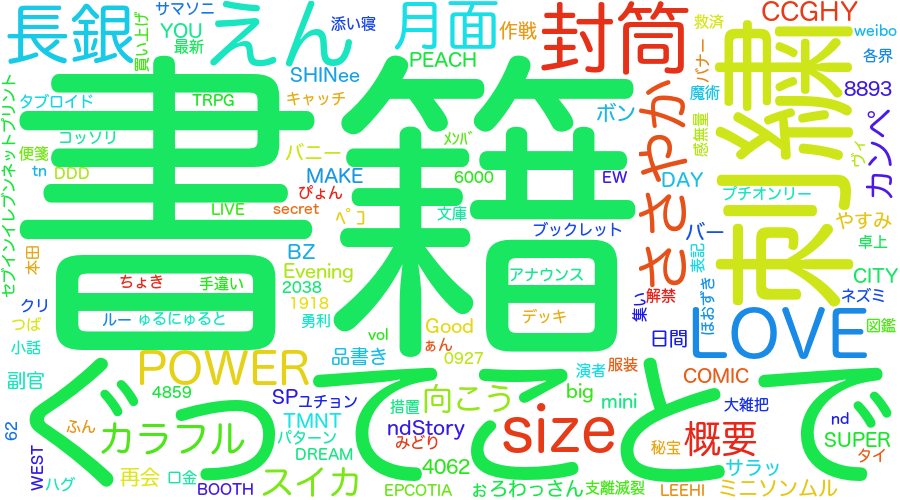 長銀
えん
サマソニ
買い上げ
YOU
最新
添い寝
月面
作戦
封筒
CCGHY
救済
バナー
weibo
各界
刺繍
8893
カンペ
魔術
感無量
ヴィ
PEACH
SHINee
タブロイド
TRPG
キャッチ
ボン
ささやか
書籍
コッソリ
便箋
tn
DDD
バニー
ﾒﾝﾊﾞ
MAKE
ぴょん
6000
EW
DAY
プチオンリー
セブンイレブンネットプリント
LIVE
secret
ﾍﾟｺ
文庫
ブックレット
バー
やすみ
卓上
表記
本田
BZ
Evening
2038
1918
勇利
アナウンス
CITY
ちょき
手違い
解禁
集い
ほおずき
ネズミ
クリ
つば
ルー
ゅるにゅると
デッキ
vol
Good
日間
LOVE
図鑑
小話
副官
POWER
品書き
ぁん
0927
演者
服装
COMIC
ぐってこでとで
4859
SP
ユチョン
措置
向こう
big
mini
大雑把
nd
62
ふん
カラフル
TMNT
パターン
ndStory
みどり
size
秘宝
概要
SUPER
タイ
WEST
ハグ
再会
口金
BOOTH
スイカ
DREAM
4062
EPCOTIA
ぉろわっさん
支離滅裂
LEEHI
サラッ
ミニソンムル